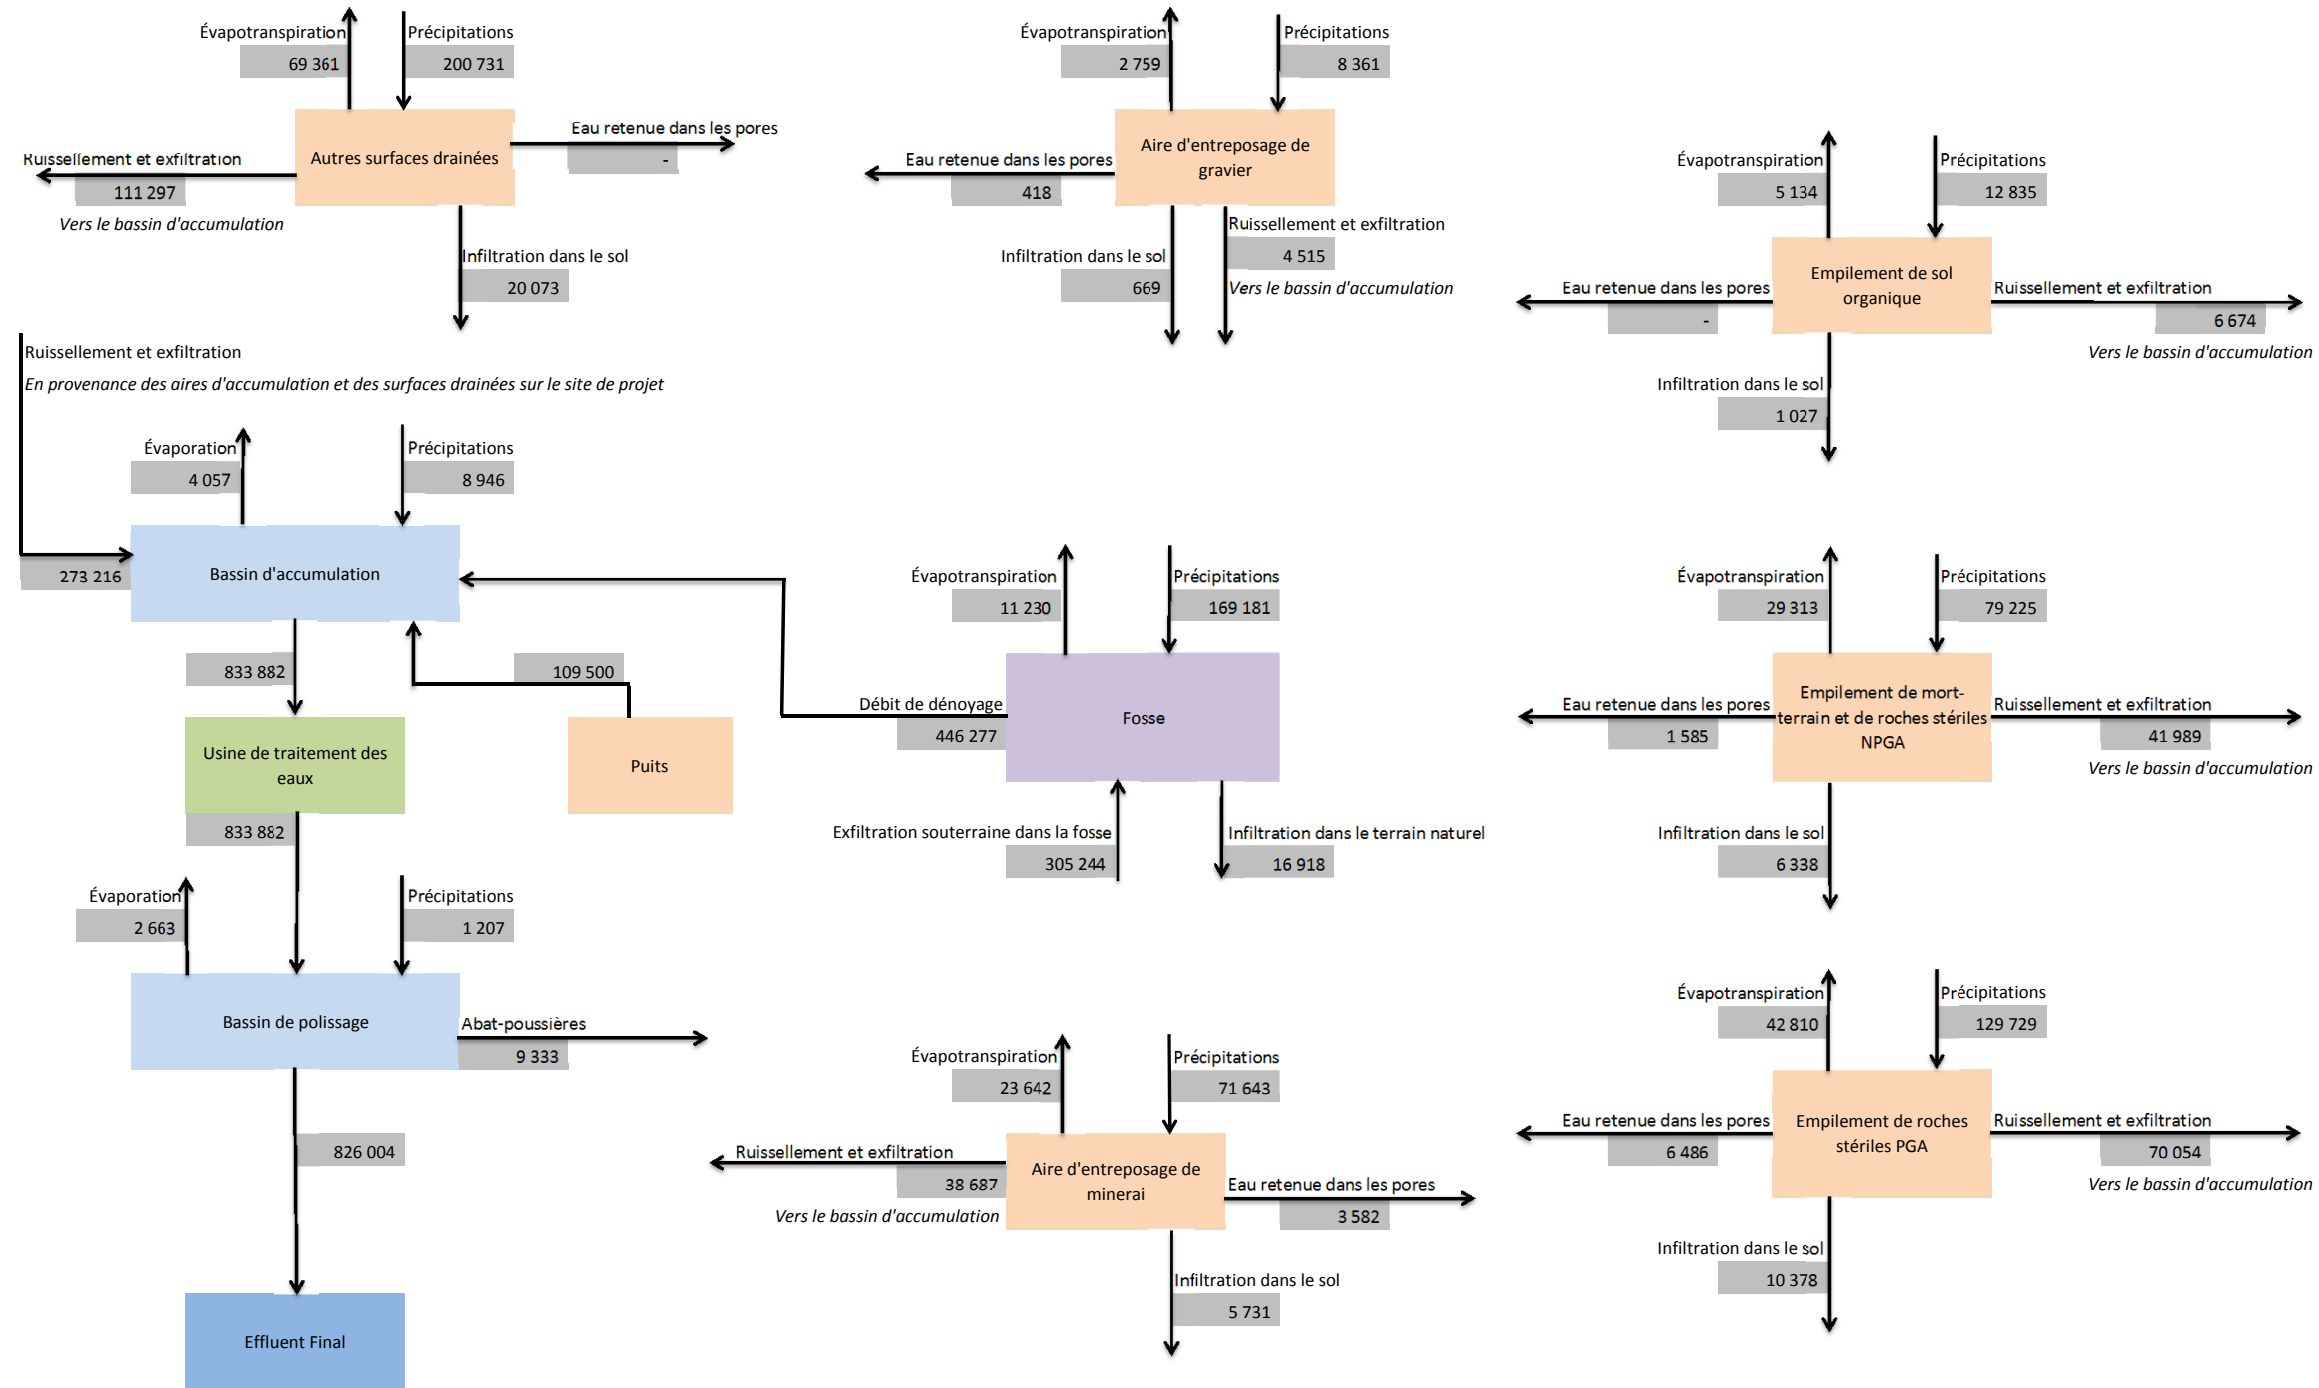 Évapotranspiration
69 361
Précipitations
200 731
Autres surfaces drainées
Eau retenue dans les pores
-
Ruissellement et exfiltration
111 297
Vers le bassin d'accumulation
Infiltration dans le sol
20 073
Évapotranspiration
2 759
Précipitations
8 361
Aire d'entreposage de
gravier
Eau retenue dans les pores
418
Infiltration dans le sol
669
Ruissellement et exfiltration
4 515
Vers le bassin d'accumulation
Évapotranspiration
5 134
Précipitations
12 835
Empilement de sol
organique
Eau retenue dans les pores
-
Ruissellement et exfiltration
6 674
Vers le bassin d'accumulation
Infiltration dans le sol
1 027
Ruissellement et exfiltration
En provenance des aires d'accumulation et des surfaces drainées sur le site de projet
Évaporation
4 057
Précipitations
8 946
273 216
Bassin d'accumulation
833 882
109 500
Usine de traitement des
eaux
Puits
833 882
Évaporation
2 663
Précipitations
1 207
Bassin de polissage
Abat-poussières
9 333
826 004
Effluent Final
Évapotranspiration
11 230
Précipitations
169 181
Débit de dénoyage
446 277
Fosse
Exfiltration souterraine dans la fosse
305 244
Infiltration dans le terrain naturel
16 918
Évapotranspiration
23 642
Précipitations
71 643
Ruissellement et exfiltration
38 687
Vers le bassin d'accumulation
Aire d'entreposage de
minerai
Eau retenue dans les pores
3 582
Infiltration dans le sol
5 731
Évapotranspiration
29 313
Précipitations
79 225
Eau retenue dans les pores
1 585
Empilement de mort-
terrain et de roches stériles
NPGA
Ruissellement et exfiltration
41 989
Vers le bassin d'accumulation
Infiltration dans le sol
6 338
Évapotranspiration
42 810
Précipitations
129 729
Eau retenue dans les pores
6 486
Empilement de roches
stériles PGA
Ruissellement et exfiltration
70 054
Vers le bassin d'accumulation
Infiltration dans le sol
10 378